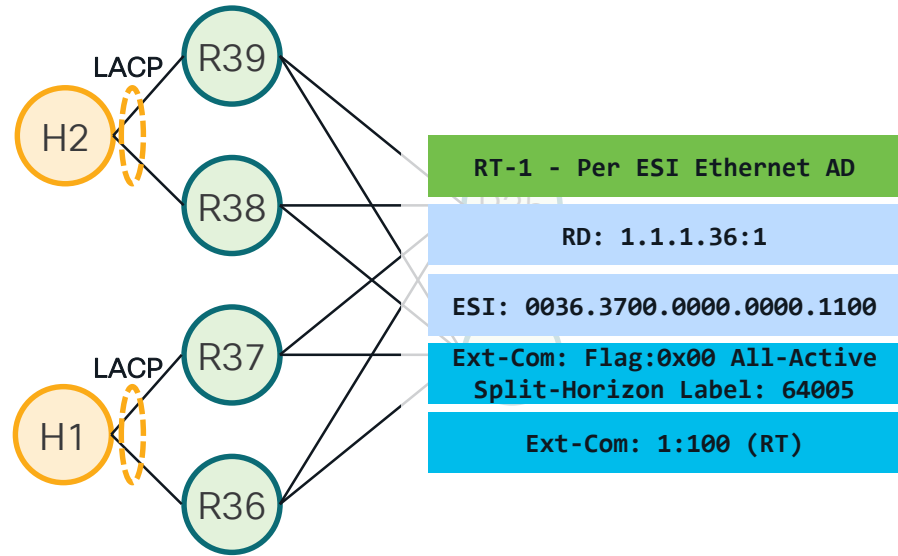 LACP
R39
H2
R38
LACP
R37
H1
R36
RT-1 - Per ESI Ethernet AD
RD: 1.1.1.36:1
ESI: 0036.3700.0000.0000.1100
Ext-Com: Flag:0x00 All-Active
Split-Horizon Label: 64005
Ext-Com: 1:100 (RT)